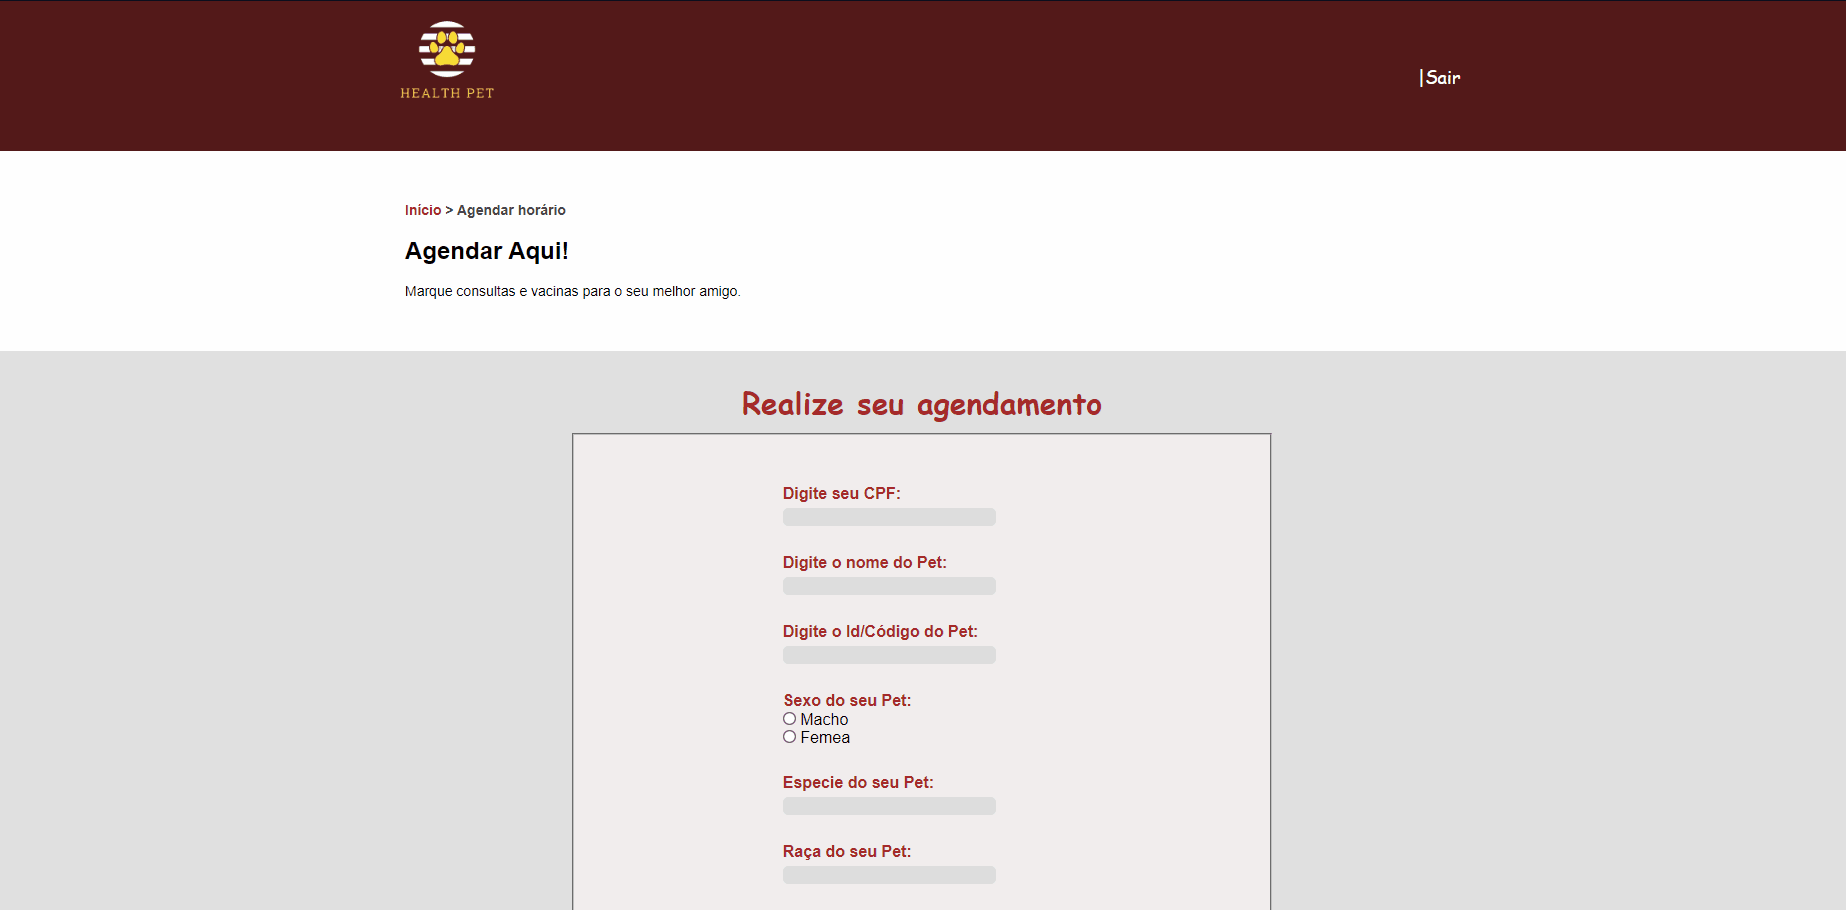 HEALTH PET
|Sair
Início > Agendar horário
Agendar Aqui!
Marque consultas e vacinas para o seu melhor amigo.
Realize seu agendamento
Digite seu CPF:
Digite o nome do Pet:
Digite o Id/Código do Pet:
Sexo do seu Pet:
Macho
Femea
Especie do seu Pet:
Raça do seu Pet: